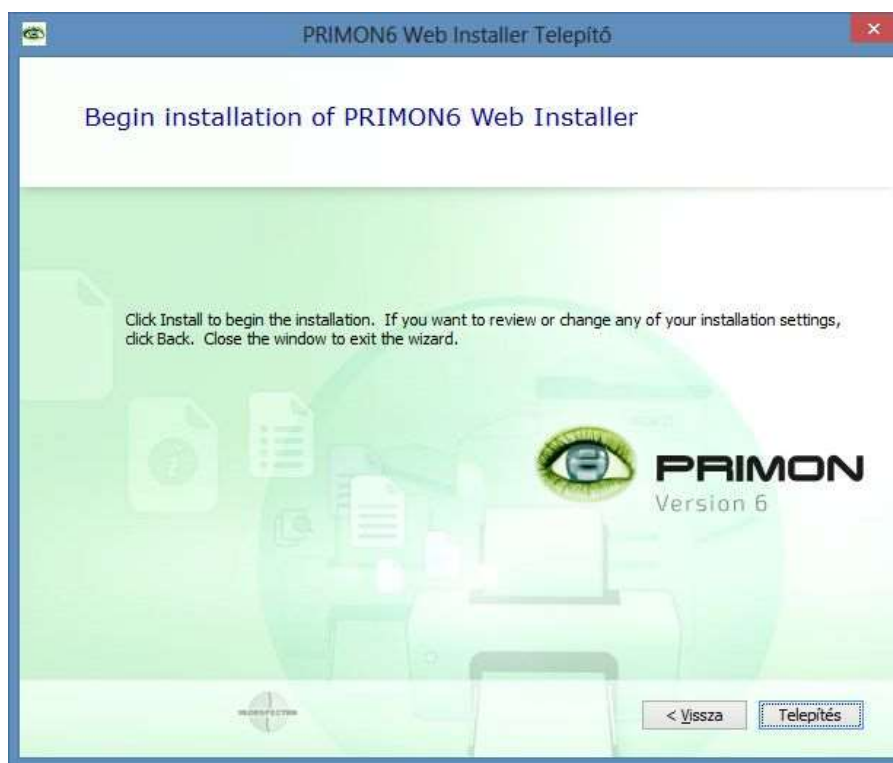 PRIMON6 Web Installer Telepítő
Begin installation of PRIMON6 Web Installer
Click Install to begin the installation. If you want to review or change any of your installation settings,
click Back. Close the window to exit the wizard.
PRIMON
Version 6
< Vissza
Telepítés